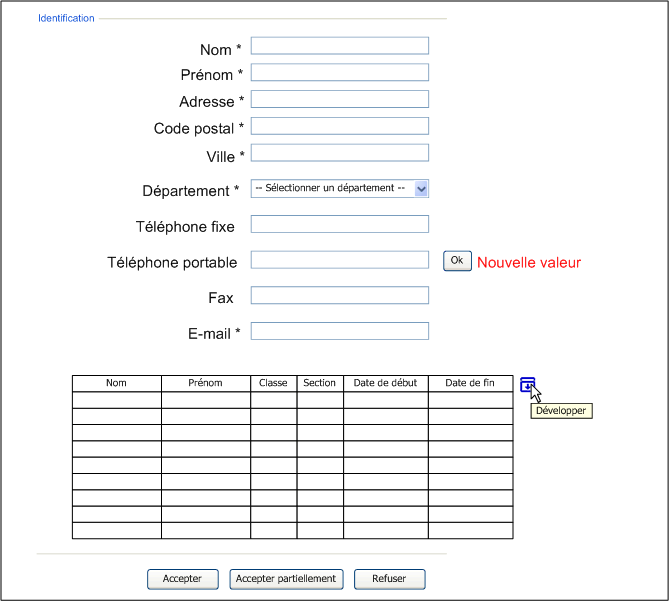 Identification
Nom *
Prénom *
Adresse *
Code postal *
Ville *
Département * -- Sélectionner un département --
Téléphone fixe
Téléphone portable Ok Nouvelle valeur
Fax
E-mail *
Nom Prénom Classe Section Date de début Date de fin
Développer
Accepter Accepter partiellement Refuser